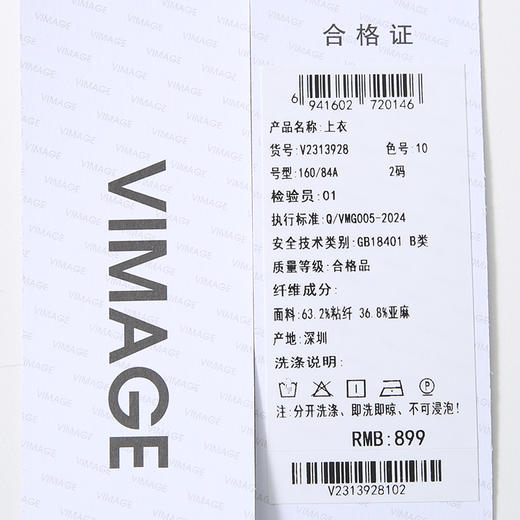 VIMAGE
合格证
6 941602 720146
产品名称:上衣
货号:V2313928 色号:10
号型:160/84A 2码
检验员:01
执行标准:Q/VMG005-2024
安全技术类别:GB18401 B类
质量等级:合格品
纤维成分:
面料:63.2%粘纤 36.8%亚麻
产地:深圳
洗涤说明:
注:分开洗涤、即洗即晾、不可浸泡!
RMB:899
V2313928102